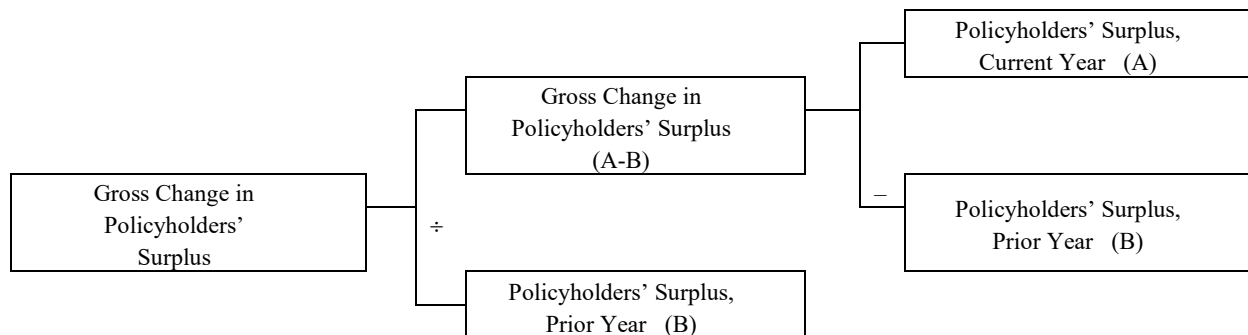 Policyholders’ Surplus,
Current Year (A)
Gross Change in
Policyholders’ Surplus
(A-B)
–
Policyholders’ Surplus,
Prior Year (B)
Gross Change in
Policyholders’
Surplus
÷
Policyholders’ Surplus,
Prior Year (B)